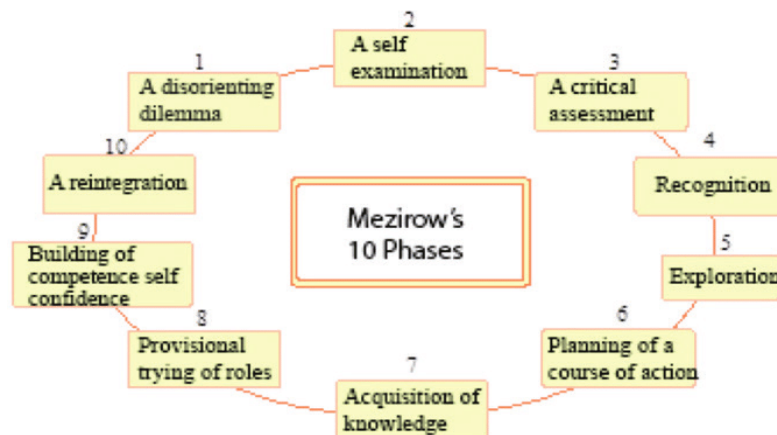 1
A disorienting
dilemma
2
A self
examination
3
A critical
assessment
4
Recognition
5
Exploration
6
Planning of a
course of action
7
Acquisition of
knowledge
8
Provisional
trying of roles
9
Building of
competence self
confidence
10
A reintegration
Mezirow's
10 Phases